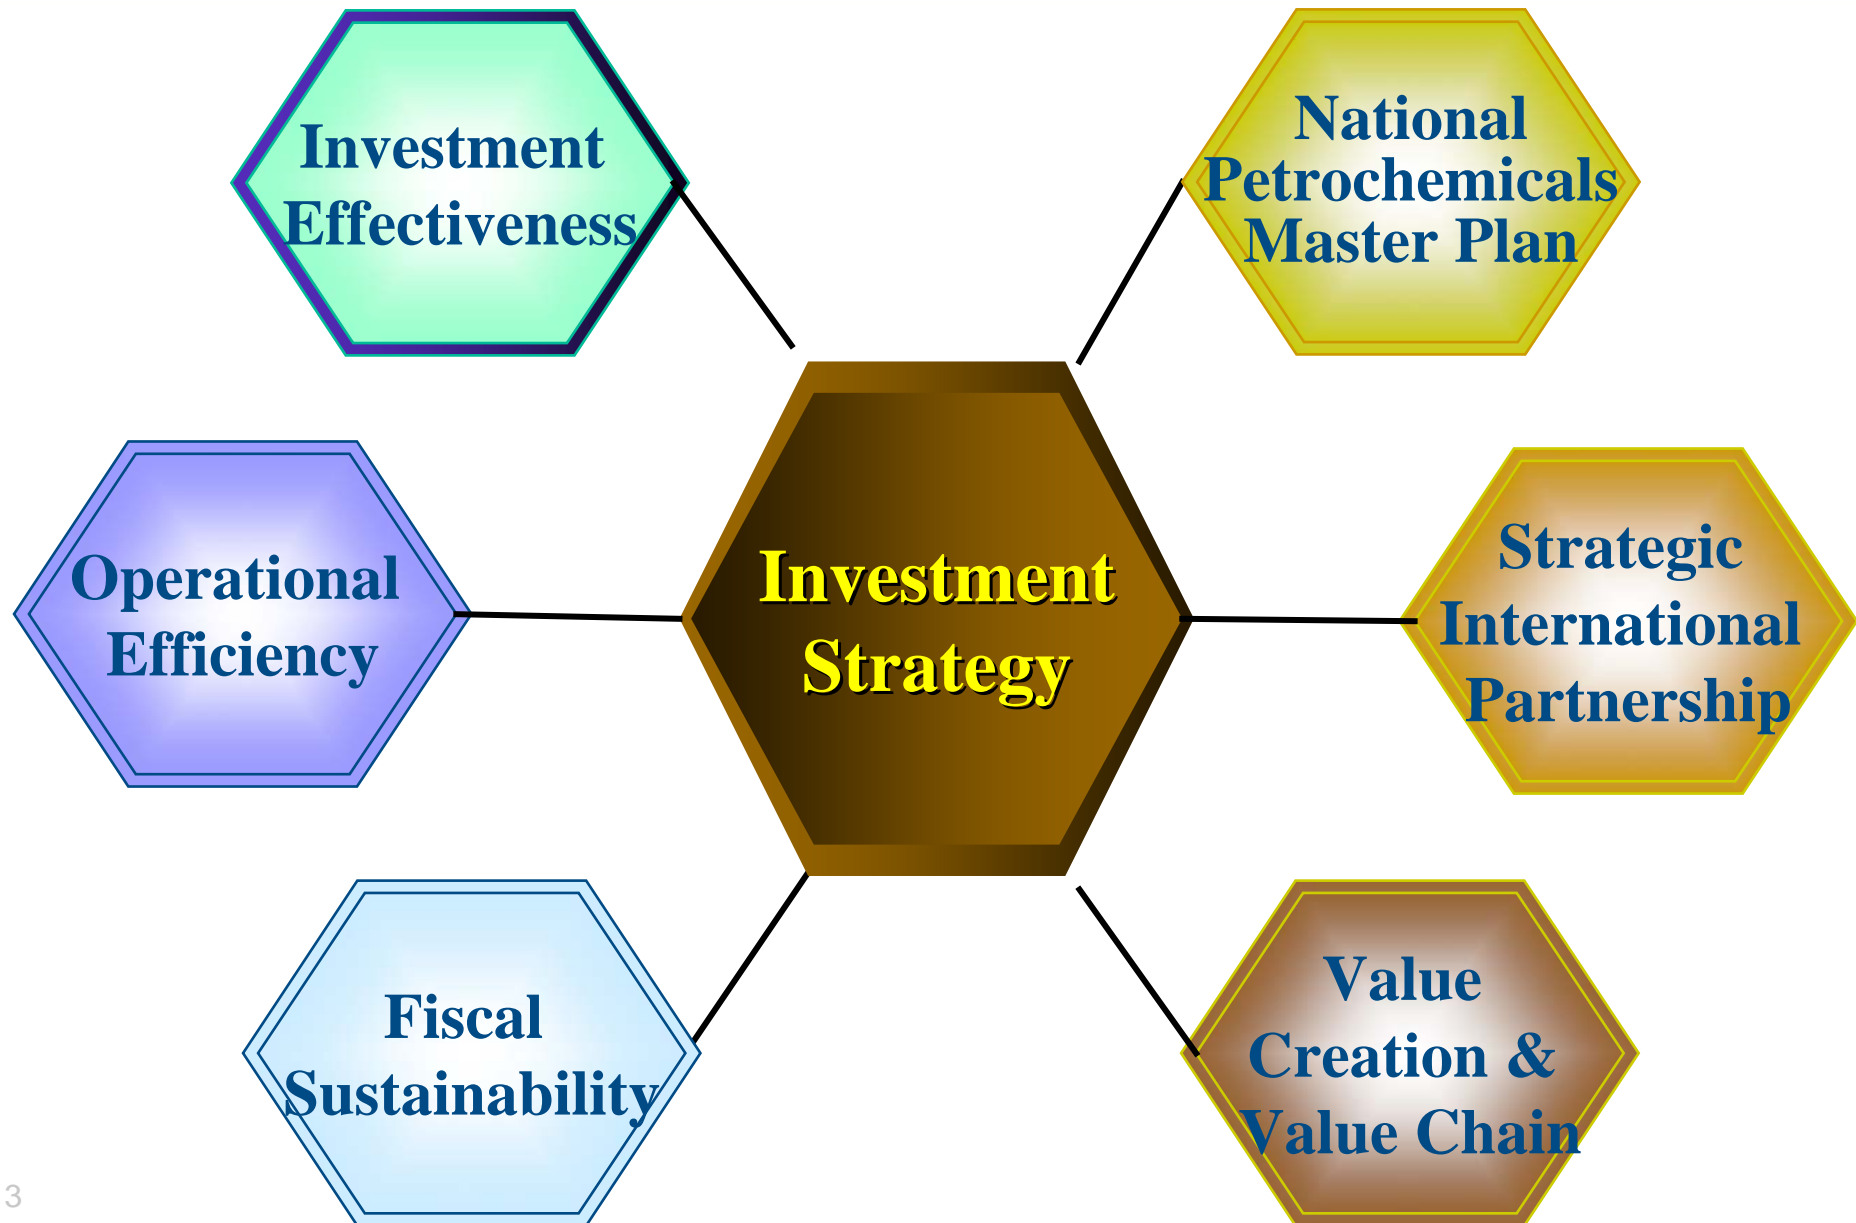 Investment
Effectiveness
National
Petrochemicals
Master Plan
Operational
Efficiency
Investment
Strategy
Strategic
International
Partnership
Fiscal
Sustainability
Value
Creation &
Value Chain
3